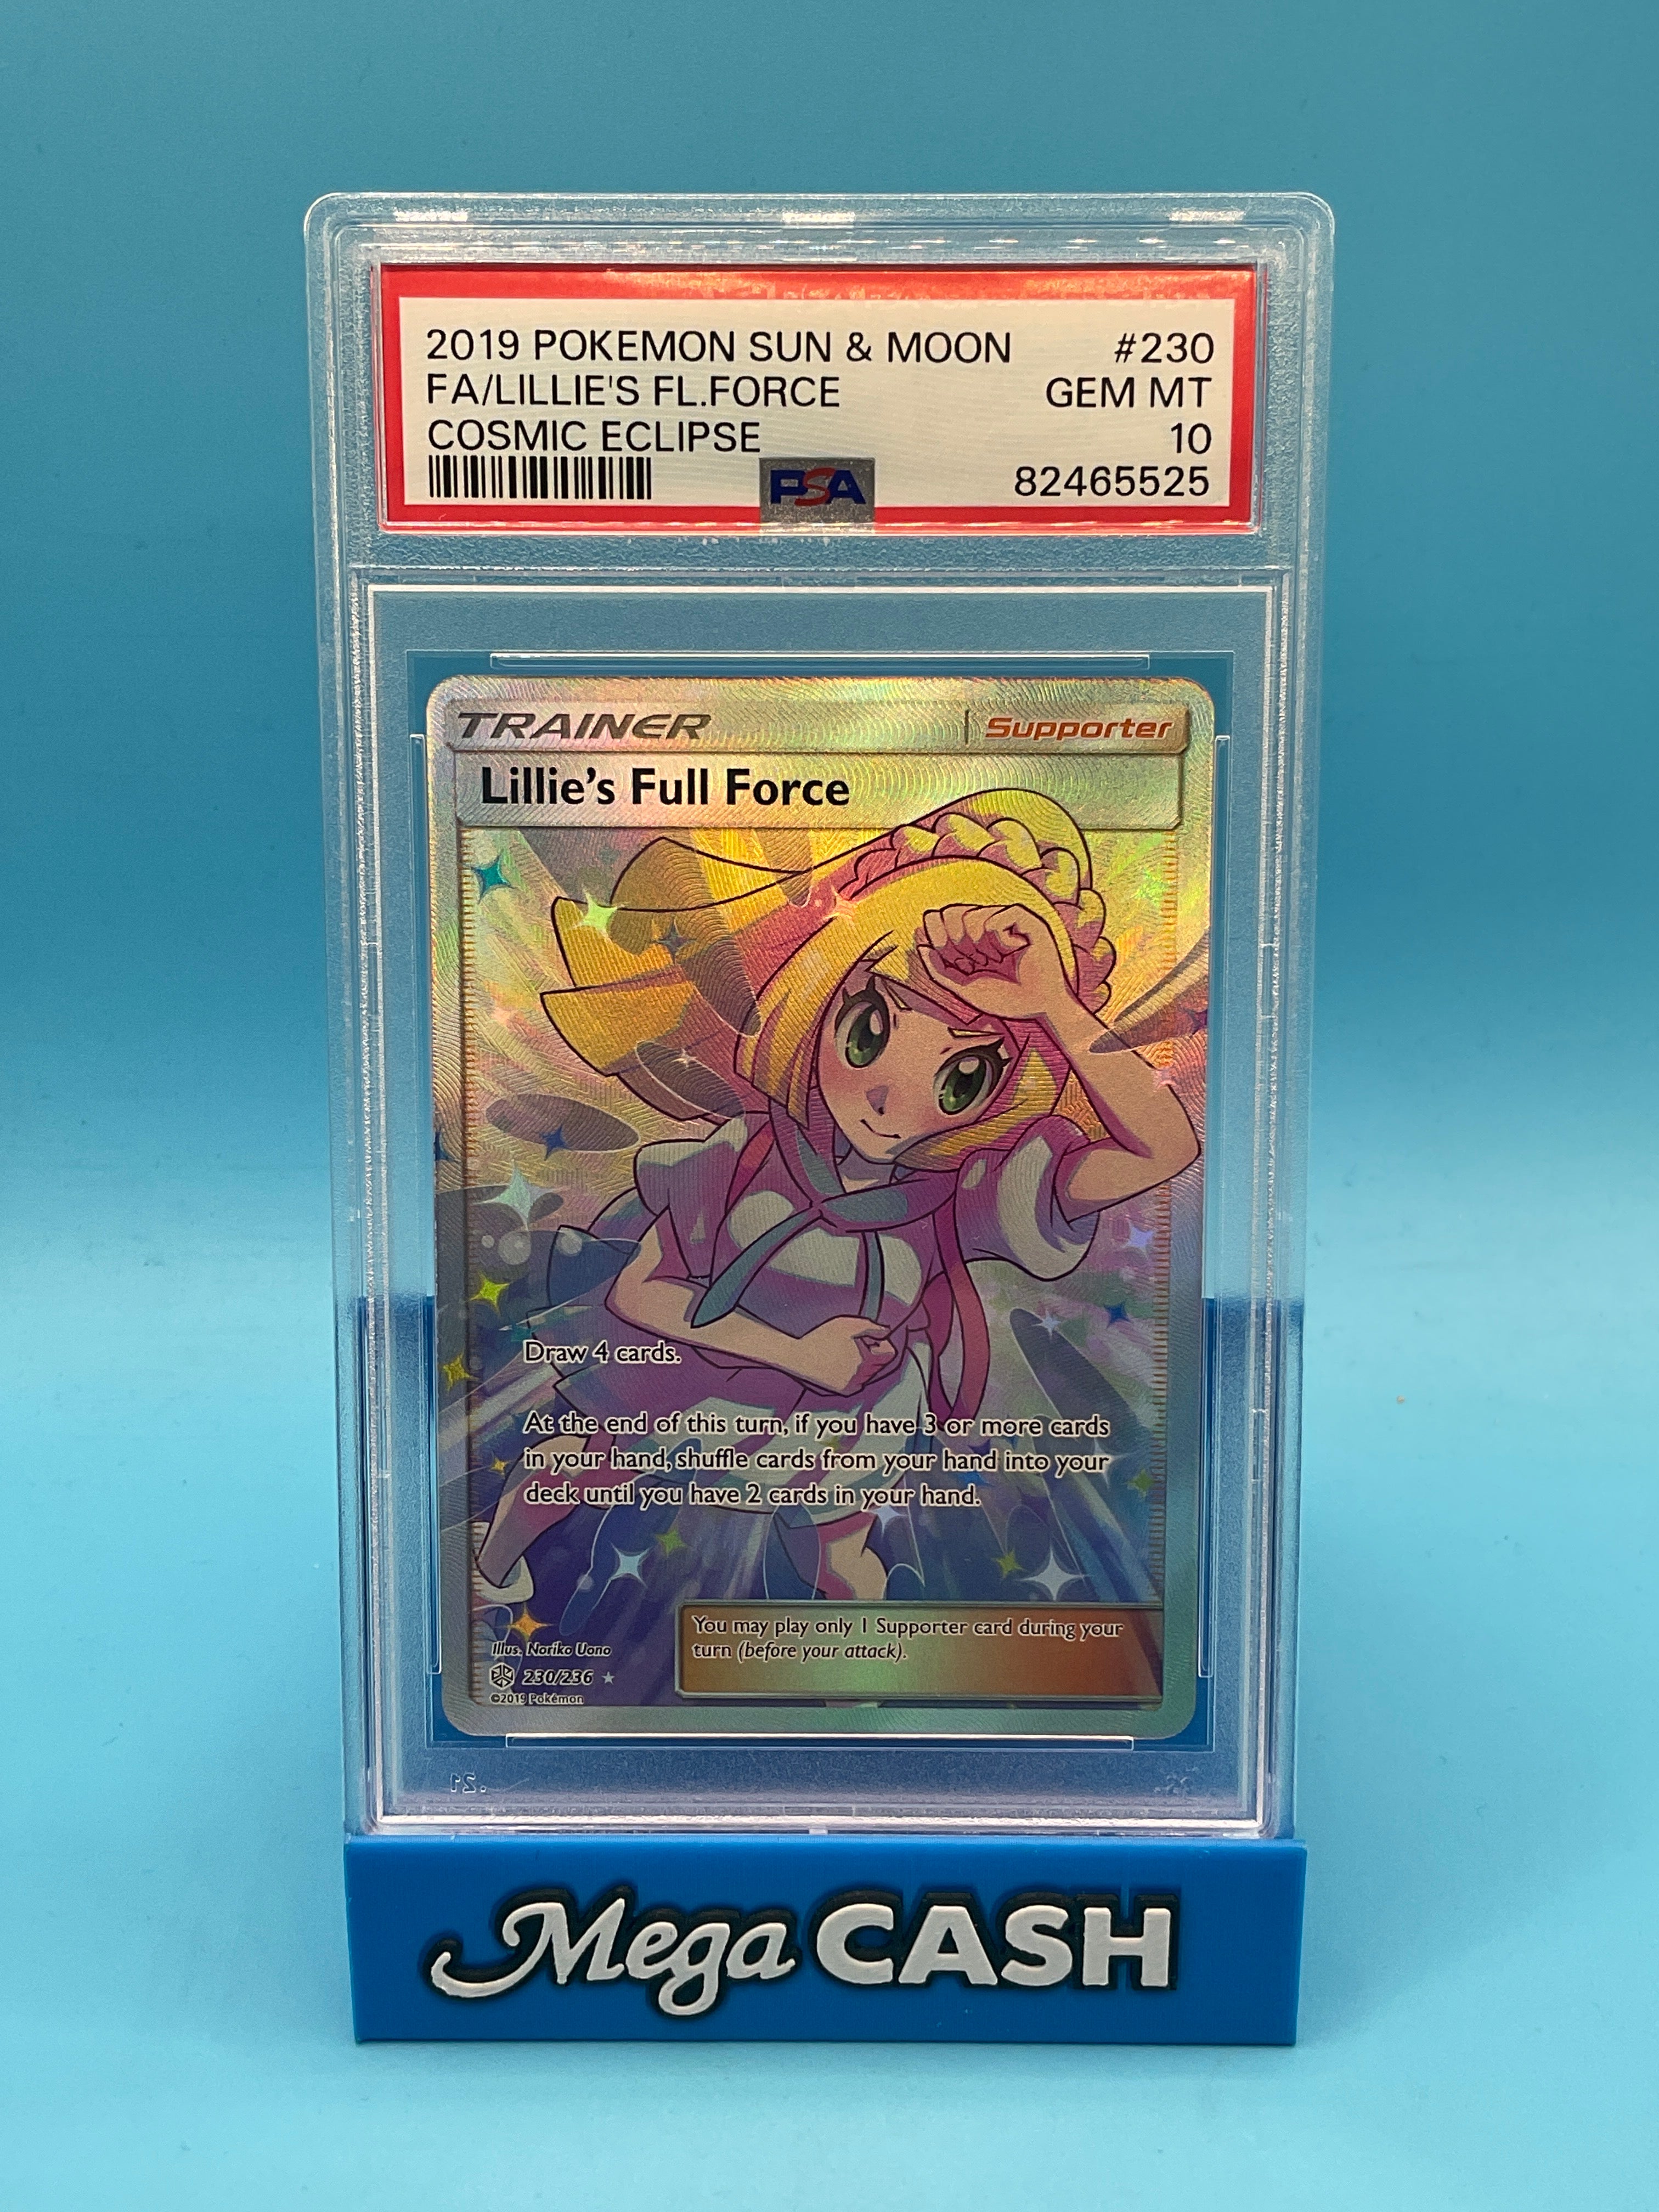 2019 POKEMON SUN & MOON #230
FA/LILLIE'S FL.FORCE GEM MT
COSMIC ECLIPSE 10
PSA 82465525
TRAINER Supporter
Lillie's Full Force
Draw 4 cards.
At the end of this turn, if you have 3 or more cards
in your hand, shuffle cards from your hand into your
deck until you have 2 cards in your hand.
You may play only 1 Supporter card during your
turn (before your attack).
Illus. Noriko Uono
230/236
©2019 Pokémon
Mega CASH